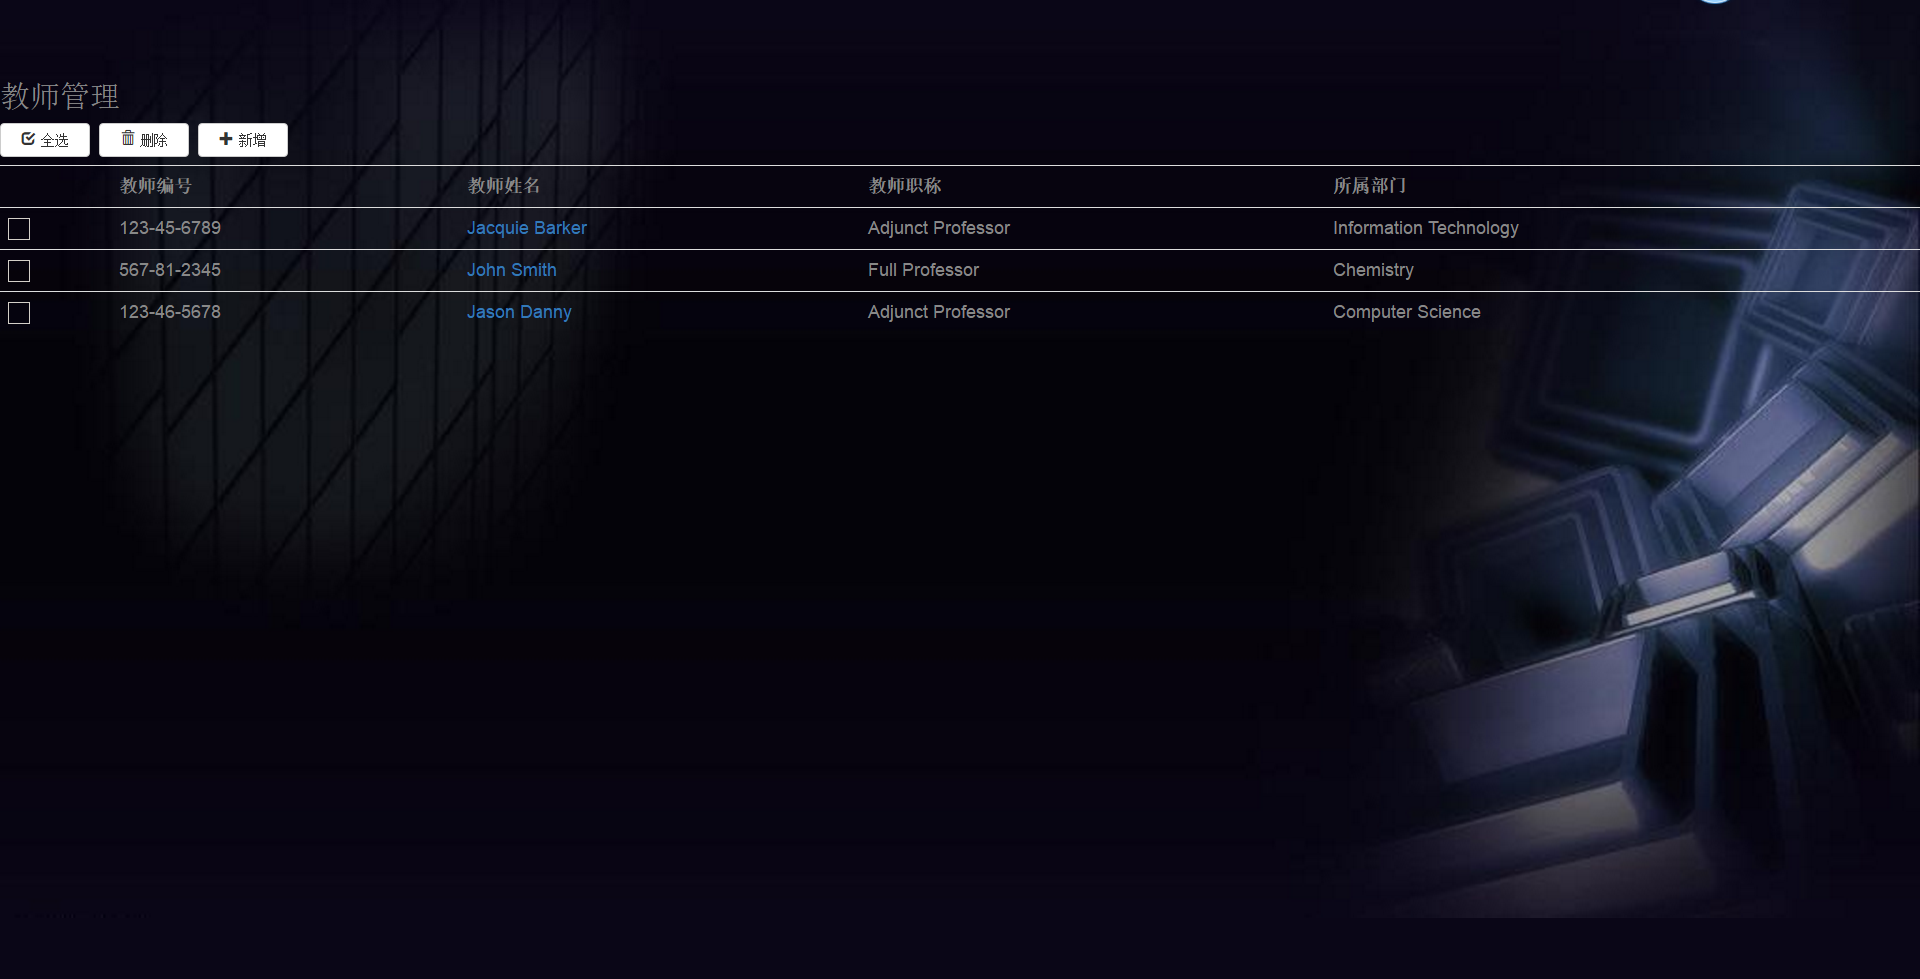 教师管理
全选 删除 新增
教师编号 教师姓名 教师职称 所属部门
123-45-6789 Jacquie Barker Adjunct Professor Information Technology
567-81-2345 John Smith Full Professor Chemistry
123-46-5678 Jason Danny Adjunct Professor Computer Science